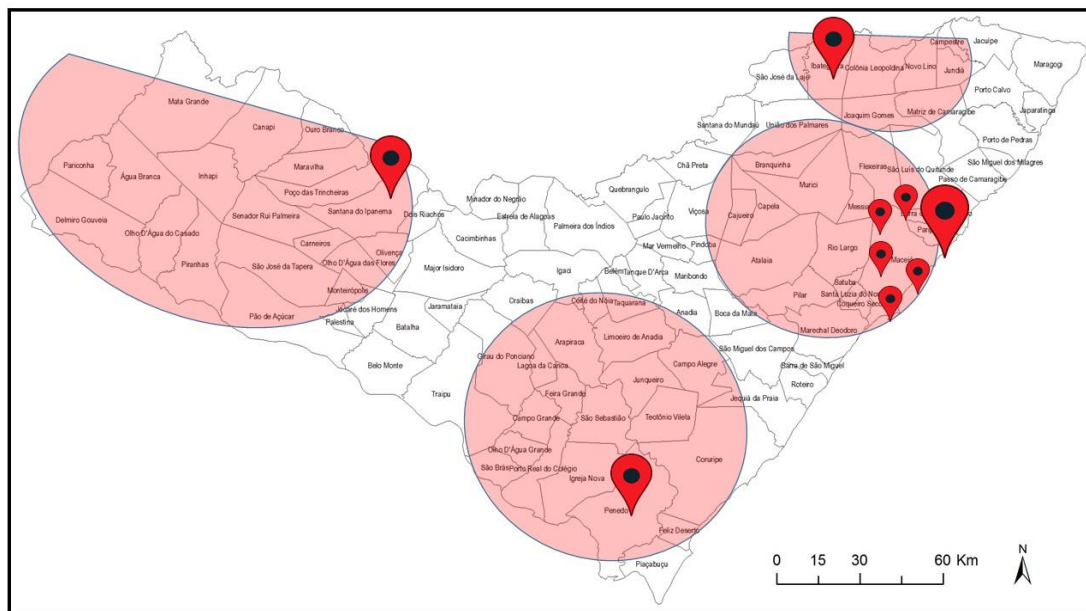 Jacuipe
Campestre
Maragogi
Colônia Leopoldina
Novo Lino
Jundiá
São José da Laje
Porto Calvo
Mata Grande
Japaratinga
Joaquim Gomes
Matriz de Camaragibe
Canapi
Ouro Branco
Santana do Mundaú
União dos Palmares
Porto de Pedras
Pariconha
Maravilha
Chã Preta
Branquinha
Flexeiras
São Luís do Quitunde
São Miguel dos Milagres
Água Branca
Inhapi
Poço das Trincheiras
Quebrangulo
Murici
Passo de Camaragibe
Minador do Negrão
Santana do Ipanema
Senador Rui Palmeira
Dois Riachos
Estrela de Alagoas
Paulo Jacinto
Viçosa
Cajueiro
Capela
Delmiro Gouveia
Palmeira dos Índios
Olho D'Água do Casado
Carneiros
Olivença
Cacimbinhas
Mar Vermelho
Pindoba
Rio Largo
Piranhas
São José da Tapera
Olho D'Água das Flores
Major Isidoro
Igaci
Belém
Tanque D'Arca
Maribondo
Atalaia
Maceió
Satuba
Monteirópolis
Pilar
Santa Luzia do Nor
Coqueiro Seco
Pão de Açúcar
Jacaré dos Homens
Palestina
Jaramataia
Craíbas
Coité do Nóia
Taquarana
Anadia
Boca da Mata
Marechal Deodoro
Batalha
Arapiraca
Limoeiro de Anadia
São Miguel dos Campos
Belo Monte
Girau do Ponciano
Lagoa da Canoa
Campo Alegre
Barra de São Miguel
Junqueiro
Roteiro
Traipu
Feira Grande
Jequiá da Praia
Campo Grande
São Sebastião
Teotônio Vilela
Olho D'Água Grande
Coruripe
São Brás
Porto Real do Colégio
Igreja Nova
Penedo
Feliz Deserto
Piaçabuçu
0 15 30 60 Km
N